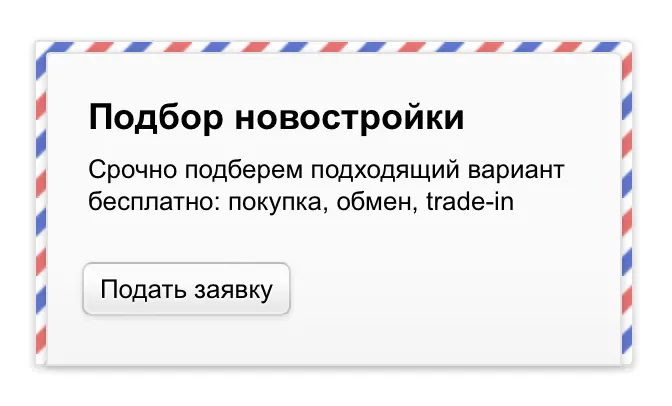 Подбор новостройки
Срочно подберем подходящий вариант
бесплатно: покупка, обмен, trade-in
Подать заявку